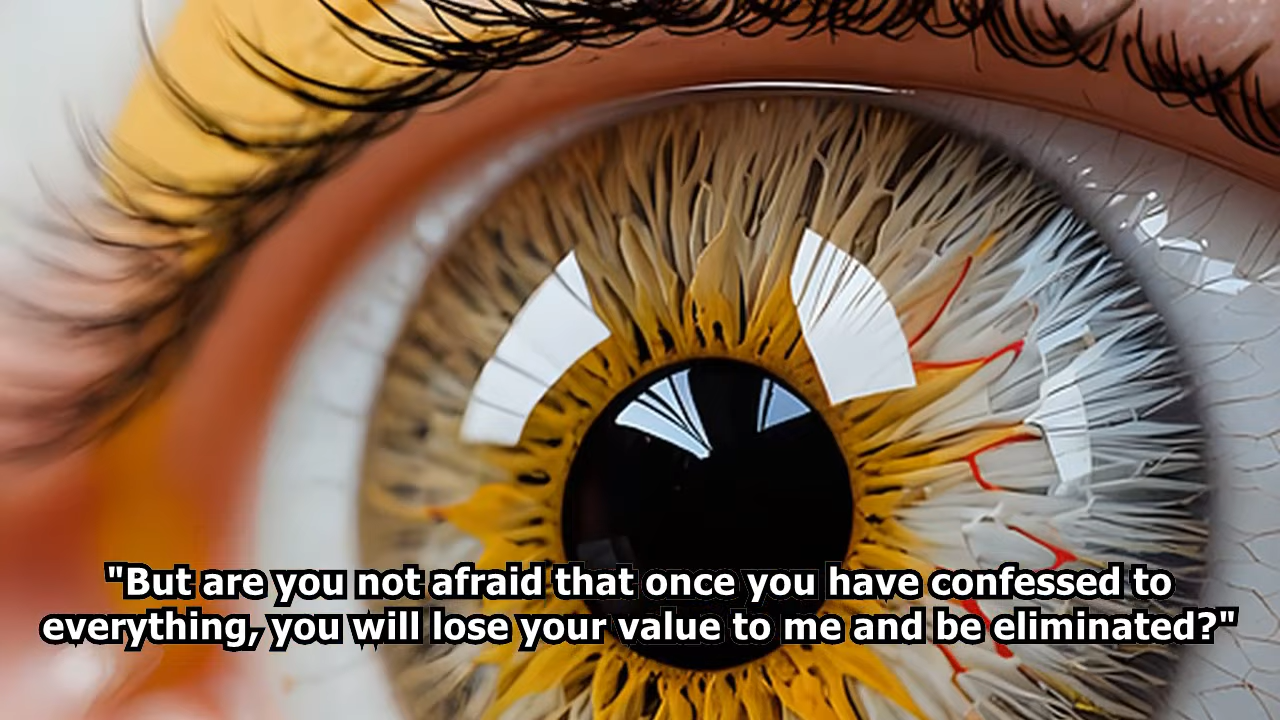 "But are you not afraid that once you have confessed to
everything, you will lose your value to me and be eliminated?"